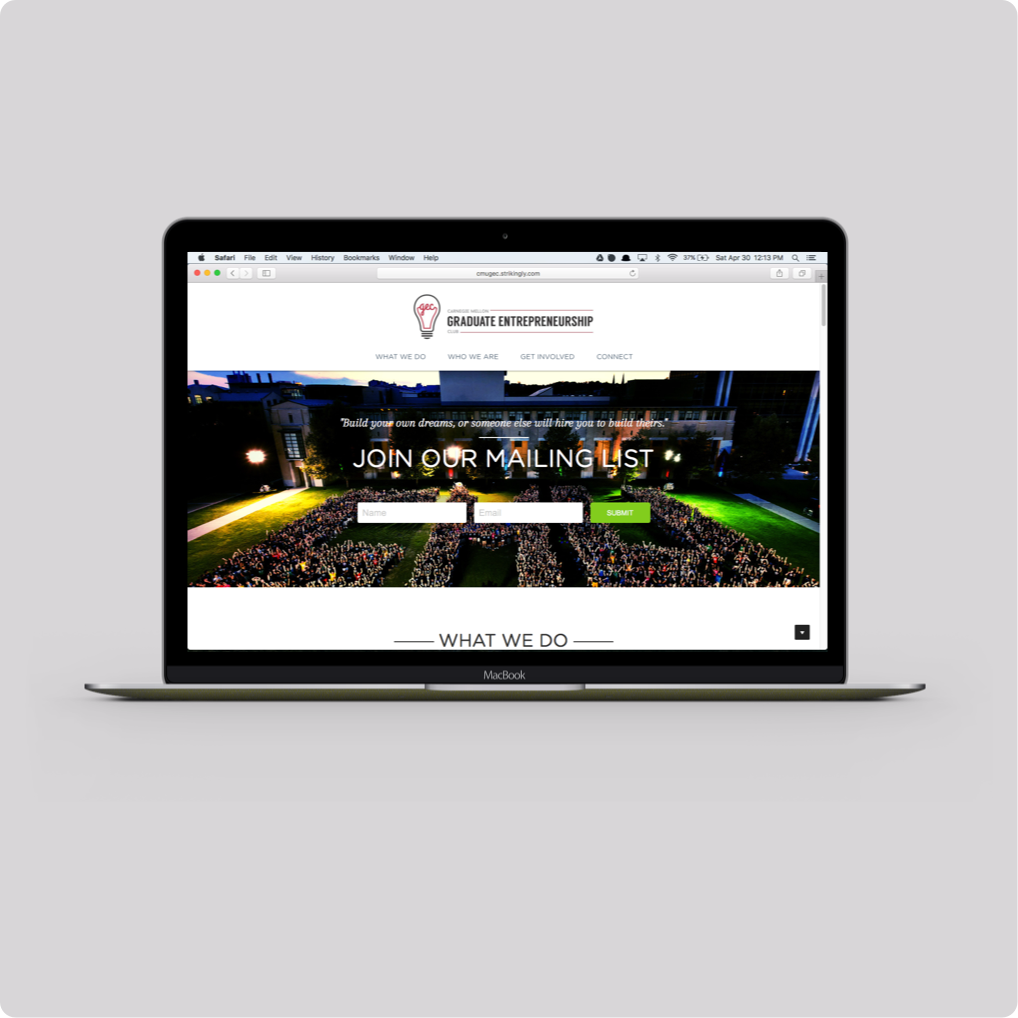 Safari File Edit View History Bookmarks Window Help 37% Sat Apr 30 12:13 PM
cmugec.strikingly.com
gec
CARNEGIE MELLON
GRADUATE ENTREPRENEURSHIP
CLUB
WHAT WE DO WHO WE ARE GET INVOLVED CONNECT
"Build your own dreams, or someone else will hire you to build theirs."
JOIN OUR MAILING LIST
Name Email SUBMIT
WHAT WE DO
MacBook